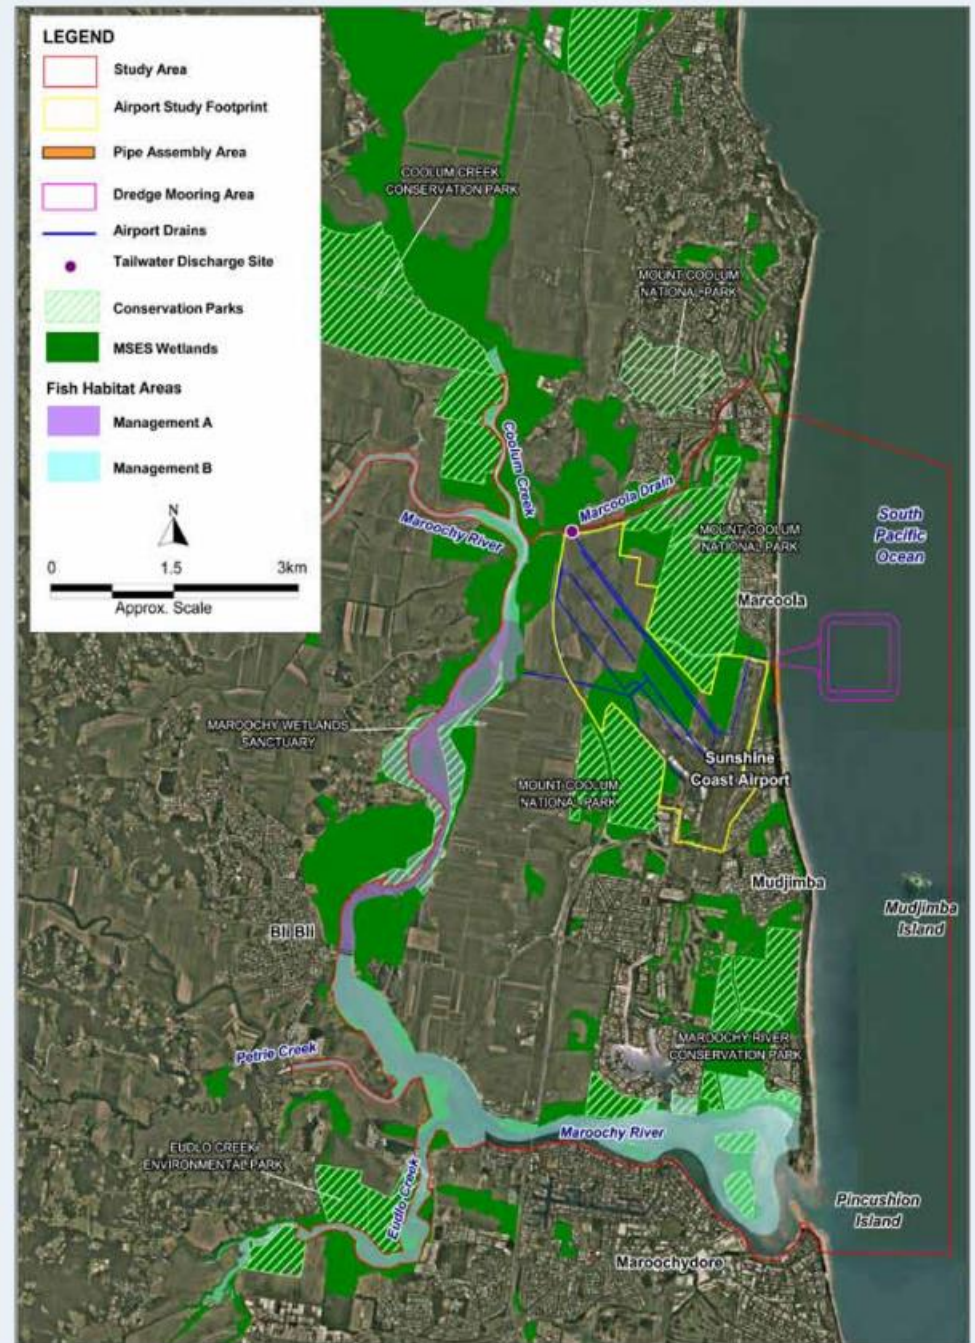 LEGEND
Study Area
Airport Study Footprint
Pipe Assembly Area
Dredge Mooring Area
Airport Drains
Tailwater Discharge Site
Conservation Parks
MSES Wetlands
Fish Habitat Areas
Management A
Management B
N
0 1.5 3km
Approx. Scale
COOLUM CREEK
CONSERVATION PARK
MOUNT COOLUM
NATIONAL PARK
Coolum Creek
Marcoola Drain
Maroochy River
South
Pacific
Ocean
MOUNT COOLUM
NATIONAL PARK
Marcoola
MAROOCHY WETLANDS
SANCTUARY
Sunshine
Coast Airport
MOUNT COOLUM
NATIONAL PARK
Mudjimba
Mudjimba
Island
Bli Bli
Petrie Creek
MAROOCHY RIVER
CONSERVATION PARK
Maroochy River
EUDLO CREEK
ENVIRONMENTAL PARK
Eudlo Creek
Pincushion
Island
Maroochydore